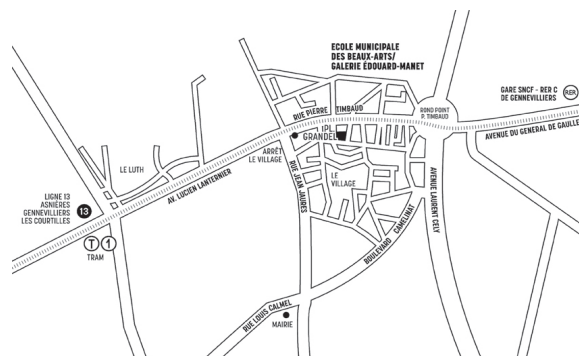 ECOLE MUNICIPALE
DES BEAUX-ARTS/
GALERIE ÉDOUARD-MANET
GARE SNCF - RER C
DE GENNEVILLIERS
RER
ROND POINT
P. TIMBAUD
RUE PIERRE TIMBAUD
AVENUE DU GENERAL DE GAULLE
PL.
GRANDEL
ARRÊT
LE VILLAGE
LE LUTH
AV. LUCIEN LANTERNIER
RUE JEAN JAURES
LE
VILLAGE
AVENUE LAURENT CELY
LIGNE 13
ASNIÈRES
GENNEVILLIERS
LES COURTILLES
13
T 1
TRAM
BOULEVARD CAMELINAT
RUE LOUIS CALMEL
MAIRIE